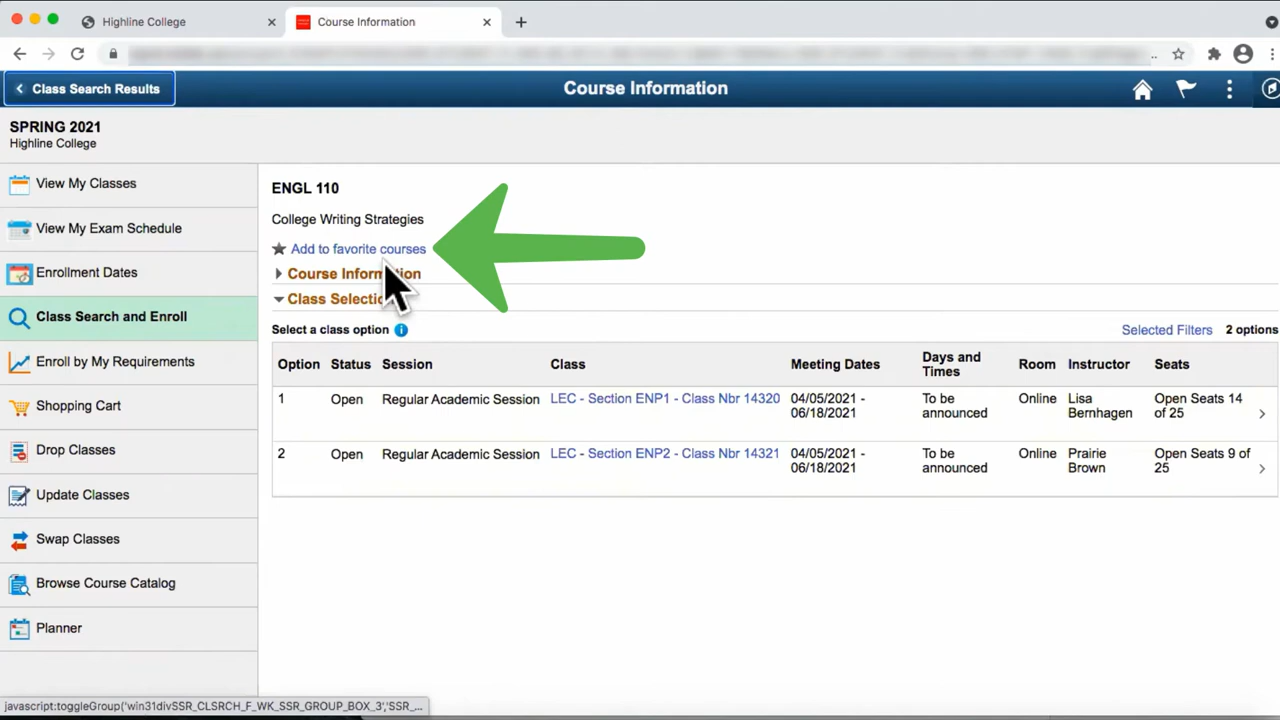 Highline College
Course Information
Class Search Results
Course Information
SPRING 2021
Highline College
View My Classes
View My Exam Schedule
Enrollment Dates
Class Search and Enroll
Enroll by My Requirements
Shopping Cart
Drop Classes
Update Classes
Swap Classes
Browse Course Catalog
Planner
ENGL 110
College Writing Strategies
Add to favorite courses
Course Information
Class Selection
Select a class option
Selected Filters 2 options
Option Status Session Class Meeting Dates Days and Times Room Instructor Seats
1 Open Regular Academic Session LEC - Section ENP1 - Class Nbr 14320 04/05/2021 - 06/18/2021 To be announced Online Lisa Bernhagen Open Seats 14 of 25
2 Open Regular Academic Session LEC - Section ENP2 - Class Nbr 14321 04/05/2021 - 06/18/2021 To be announced Online Prairie Brown Open Seats 9 of 25
javascript:toggleGroup('win31divSSR_CLSRCH_F_WK_SSR_GROUP_BOX_3','SSR_...